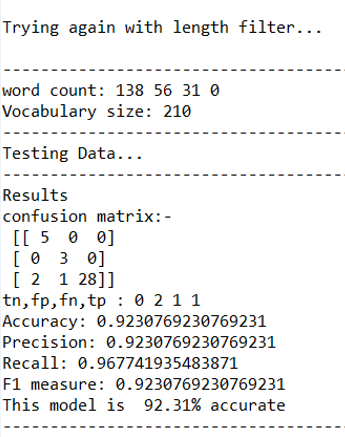 Trying again with length filter...
--------------------------------------
word count: 138 56 31 0
Vocabulary size: 210
--------------------------------------
Testing Data...
--------------------------------------
Results
confusion matrix:-
[[ 5  0  0]
[ 0  3  0]
[ 2  1 28]]
tn,fp,fn,tp : 0 2 1 1
Accuracy: 0.9230769230769231
Precision: 0.9230769230769231
Recall: 0.967741935483871
F1 measure: 0.9230769230769231
This model is  92.31% accurate
--------------------------------------